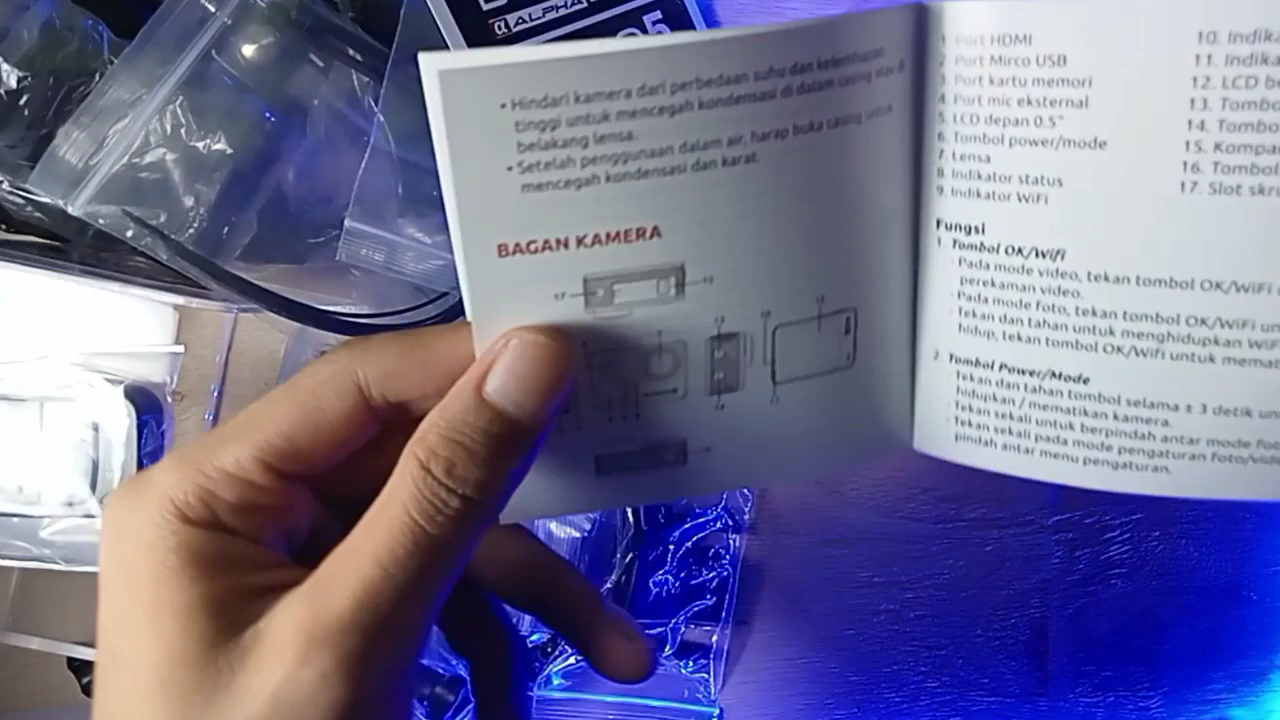 α ALPHA
• Hindari kamera dari perbedaan suhu dan kelembapan
tinggi untuk mencegah kondensasi di dalam casing atau di
belakang lensa.
• Setelah penggunaan dalam air, harap buka casing untuk
mencegah kondensasi dan karat.
BAGAN KAMERA
17
1. Port HDMI
2. Port Mirco USB
3. Port kartu memori
4. Port mic eksternal
5. LCD depan 0.5"
6. Tombol power/mode
7. Lensa
8. Indikator status
9. Indikator WiFi
10. Indika
11. Indika
12. LCD b
13. Tombo
14. Tombo
15. Kompa
16. Tombol
17. Slot skr
Fungsi
1. Tombol OK/Wifi
· Pada mode video, tekan tombol OK/WiFi
perekaman video.
· Pada mode foto, tekan tombol OK/WiFi un
· Tekan dan tahan untuk menghidupkan WiF
hidup, tekan tombol OK/Wifi untuk memat
2. Tombol Power/Mode
· Tekan dan tahan tombol selama ± 3 detik un
hidupkan / mematikan kamera.
· Tekan sekali untuk berpindah antar mode fot
· Tekan sekali pada mode pengaturan foto/vide
pindah antar menu pengaturan.